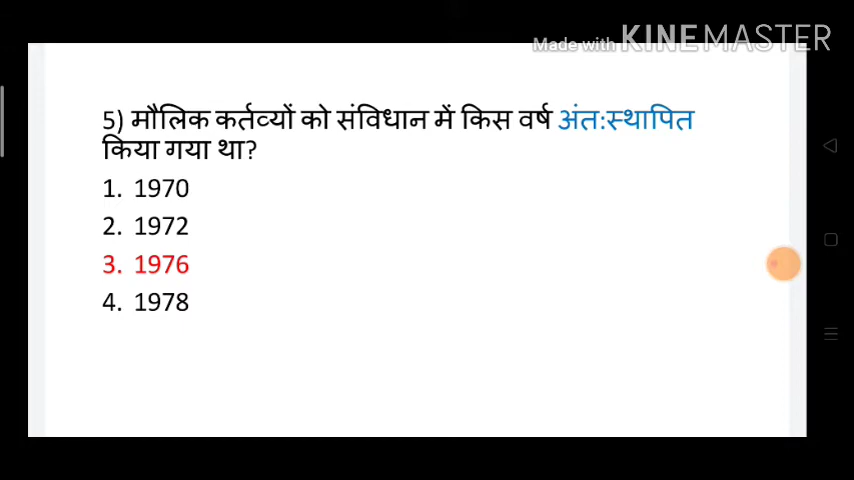 Made with KINEMASTER
5) मौलिक कर्तव्यों को संविधान में किस वर्ष अंत:स्थापित
किया गया था?
1. 1970
2. 1972
3. 1976
4. 1978